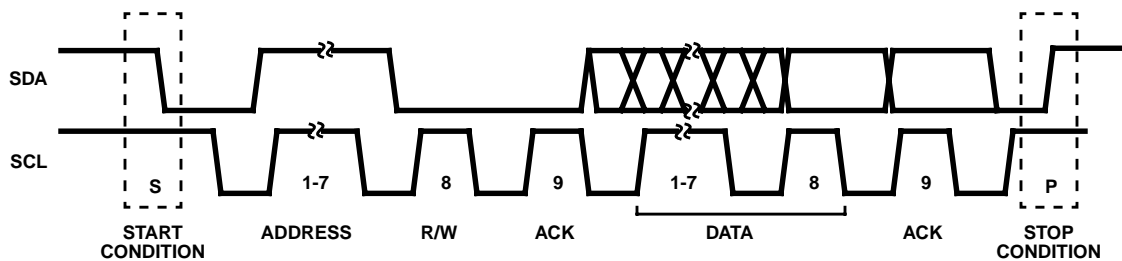 SDA
SCL
S
1-7
8
9
1-7
8
9
P
START
CONDITION
ADDRESS
R/W
ACK
DATA
ACK
STOP
CONDITION